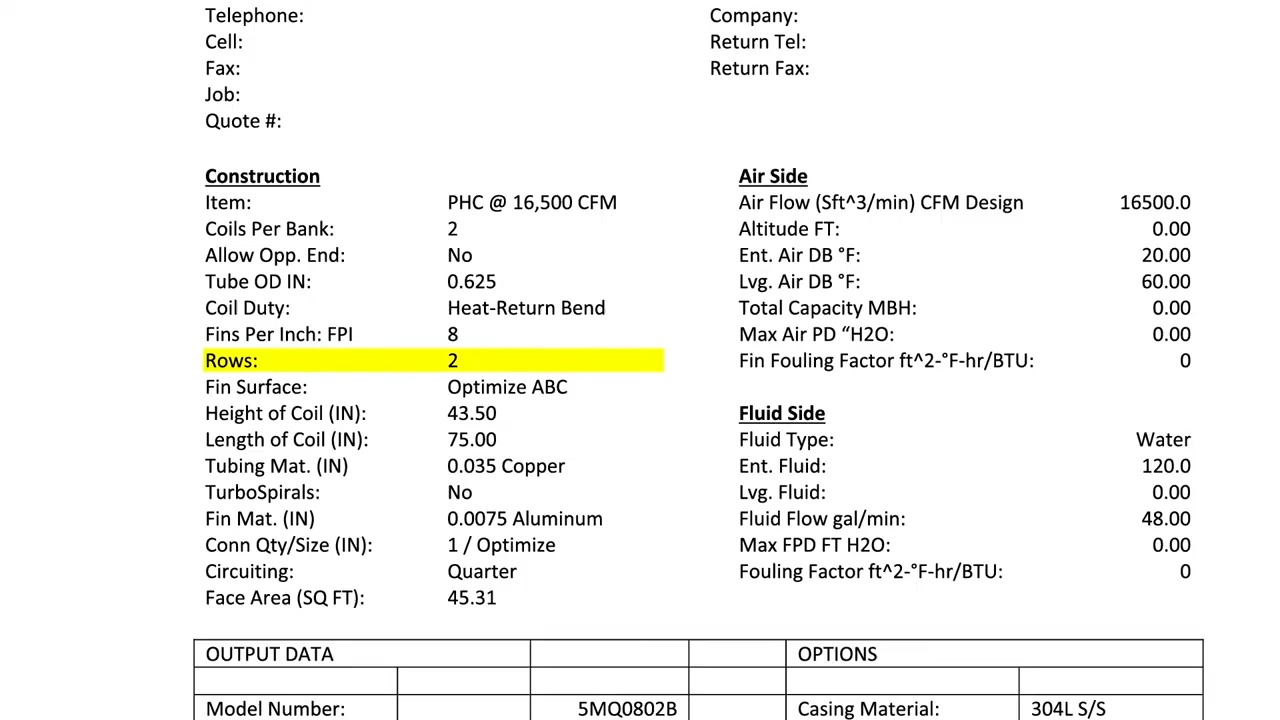 Telephone: Company:
Cell: Return Tel:
Fax: Return Fax:
Job:
Quote #:
Construction Air Side
Item: PHC @ 16,500 CFM Air Flow (Sft^3/min) CFM Design 16500.0
Coils Per Bank: 2 Altitude FT: 0.00
Allow Opp. End: No Ent. Air DB °F: 20.00
Tube OD IN: 0.625 Lvg. Air DB °F: 60.00
Coil Duty: Heat-Return Bend Total Capacity MBH: 0.00
Fins Per Inch: FPI 8 Max Air PD “H2O: 0.00
Rows: 2 Fin Fouling Factor ft^2-°F-hr/BTU: 0
Fin Surface: Optimize ABC
Height of Coil (IN): 43.50 Fluid Side
Length of Coil (IN): 75.00 Fluid Type: Water
Tubing Mat. (IN) 0.035 Copper Ent. Fluid: 120.0
TurboSpirals: No Lvg. Fluid: 0.00
Fin Mat. (IN) 0.0075 Aluminum Fluid Flow gal/min: 48.00
Conn Qty/Size (IN): 1 / Optimize Max FPD FT H2O: 0.00
Circuiting: Quarter Fouling Factor ft^2-°F-hr/BTU: 0
Face Area (SQ FT): 45.31
OUTPUT DATA OPTIONS
Model Number: 5MQ0802B Casing Material: 304L S/S